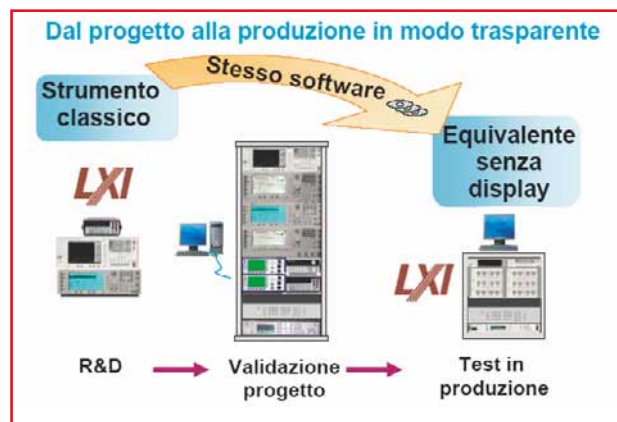 Dal progetto alla produzione in modo trasparente
Stesso software
Strumento
classico
Equivalente
senza
display
LXI
LXI
R&D
Validazione
progetto
Test in
produzione